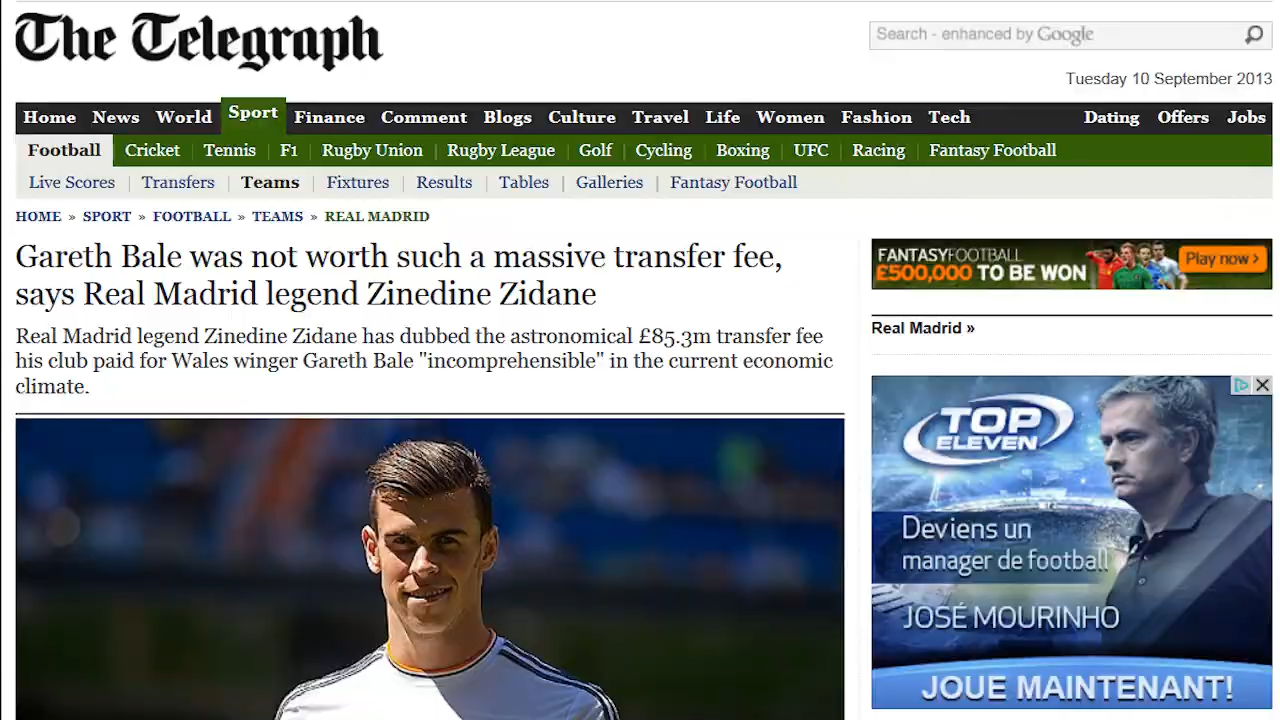 The Telegraph
Search - enhanced by Google
Tuesday 10 September 2013
Home News World Sport Finance Comment Blogs Culture Travel Life Women Fashion Tech Dating Offers Jobs
Football Cricket Tennis F1 Rugby Union Rugby League Golf Cycling Boxing UFC Racing Fantasy Football
Live Scores Transfers Teams Fixtures Results Tables Galleries Fantasy Football
HOME » SPORT » FOOTBALL » TEAMS » REAL MADRID
Gareth Bale was not worth such a massive transfer fee,
says Real Madrid legend Zinedine Zidane
Real Madrid legend Zinedine Zidane has dubbed the astronomical £85.3m transfer fee
his club paid for Wales winger Gareth Bale "incomprehensible" in the current economic
climate.
FANTASYFOOTBALL
£500,000 TO BE WON
Play now >
Real Madrid »
TOP
ELEVEN
Deviens un
manager de football
JOSÉ MOURINHO
JOUE MAINTENANT!